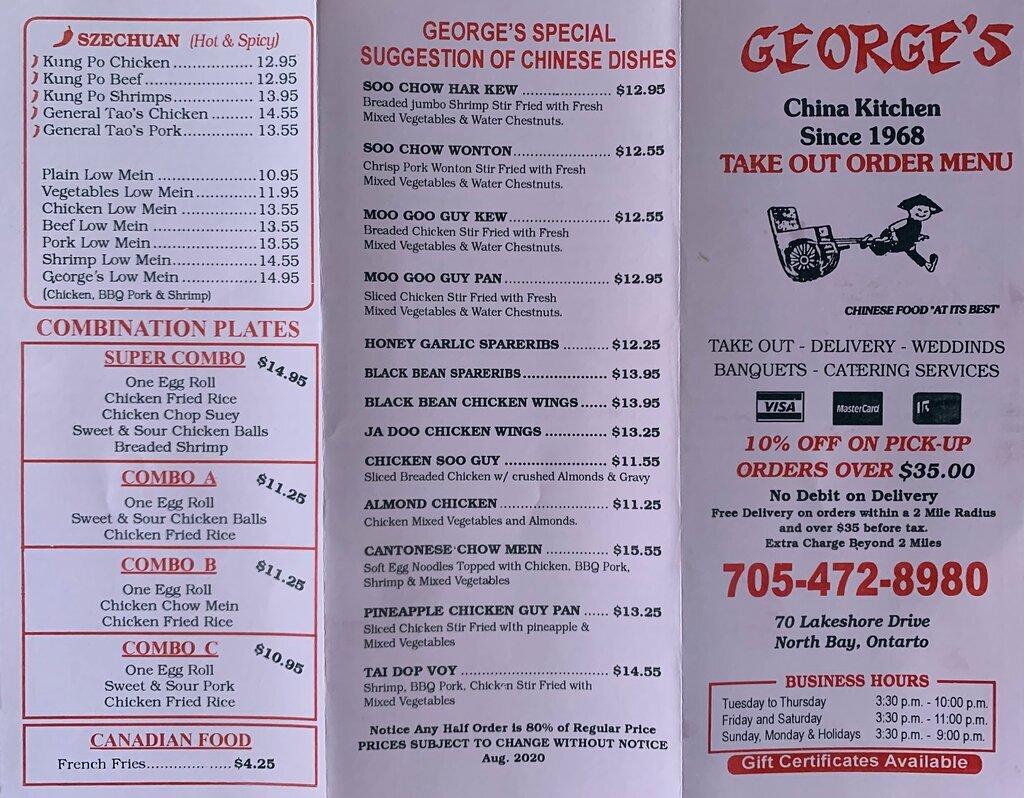 SZECHUAN (Hot & Spicy)
Kung Po Chicken ................ 12.95
Kung Po Beef ..................... 12.95
Kung Po Shrimps................ 13.95
General Tao's Chicken ....... 14.55
General Tao's Pork............. 13.55
Plain Low Mein ..................10.95
Vegetables Low Mein...........11.95
Chicken Low Mein ..............13.55
Beef Low Mein ...................13.55
Pork Low Mein ....................13.55
Shrimp Low Mein................14.55
George's Low Mein ..............14.95
(Chicken, BBQ Pork & Shrimp)
COMBINATION PLATES
SUPER COMBO $14.95
One Egg Roll
Chicken Fried Rice
Chicken Chop Suey
Sweet & Sour Chicken Balls
Breaded Shrimp
COMBO A $11.25
One Egg Roll
Sweet & Sour Chicken Balls
Chicken Fried Rice
COMBO B $11.25
One Egg Roll
Chicken Chow Mein
Chicken Fried Rice
COMBO C $10.95
One Egg Roll
Sweet & Sour Pork
Chicken Fried Rice
CANADIAN FOOD
French Fries.............. .....$4.25
GEORGE'S SPECIAL
SUGGESTION OF CHINESE DISHES
SOO CHOW HAR KEW .................... $12.95
Breaded jumbo Shrimp Stir Fried with Fresh
Mixed Vegetables & Water Chestnuts.
SOO CHOW WONTON...................... $12.55
Chrisp Pork Wonton Stir Fried with Fresh
Mixed Vegetables & Water Chestnuts.
MOO GOO GUY KEW....................... $12.55
Breaded Chicken Stir Fried with Fresh
Mixed Vegetables & Water Chestnuts.
MOO GOO GUY PAN ....................... $12.95
Sliced Chicken Stir Fried with Fresh
Mixed Vegetables & Water Chestnuts.
HONEY GARLIC SPARERIBS .......... $12.25
BLACK BEAN SPARERIBS................... $13.95
BLACK BEAN CHICKEN WINGS...... $13.95
JA DOO CHICKEN WINGS .............. $13.25
CHICKEN SOO GUY ........................ $11.55
Sliced Breaded Chicken w/ crushed Almonds & Gravy
ALMOND CHICKEN ......................... $11.25
Chicken Mixed Vegetables and Almonds.
CANTONESE CHOW MEIN .............. $15.55
Soft Egg Noodles Topped with Chicken, BBQ Pork,
Shrimp & Mixed Vegetables
PINEAPPLE CHICKEN GUY PAN ..... $13.25
Sliced Chicken Stir Fried with pineapple &
Mixed Vegetables
TAI DOP VOY ................................. $14.55
Shrimp, BBQ Pork, Chicken Stir Fried with
Mixed Vegetables
Notice Any Half Order is 80% of Regular Price
PRICES SUBJECT TO CHANGE WITHOUT NOTICE
Aug. 2020
GEORGE'S
China Kitchen
Since 1968
TAKE OUT ORDER MENU
CHINESE FOOD "AT ITS BEST"
TAKE OUT - DELIVERY - WEDDINDS
BANQUETS - CATERING SERVICES
VISA
MasterCard
10% OFF ON PICK-UP
ORDERS OVER $35.00
No Debit on Delivery
Free Delivery on orders within a 2 Mile Radius
and over $35 before tax.
Extra Charge Beyond 2 Miles
705-472-8980
70 Lakeshore Drive
North Bay, Ontarto
BUSINESS HOURS
Tuesday to Thursday 3:30 p.m. - 10:00 p.m.
Friday and Saturday 3:30 p.m. - 11:00 p.m.
Sunday, Monday & Holidays 3:30 p.m. - 9:00 p.m.
Gift Certificates Available